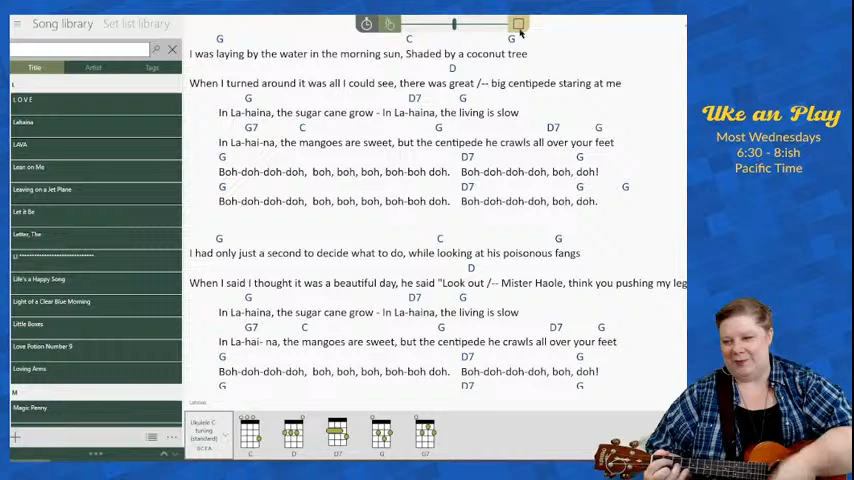 Song library
Set list library
Title
Artist
Tags
L
L O V E
Lahaina
LAVA
Lean on Me
Leaving on a Jet Plane
Let it Be
Letter, The
LI ******************************
Life's a Happy Song
Light of a Clear Blue Morning
Little Boxes
Love Potion Number 9
Loving Arms
M
Magic Penny
G C G
I was laying by the water in the morning sun, Shaded by a coconut tree
D
When I turned around it was all I could see, there was great /-- big centipede staring at me
G D7 G
In La-haina, the sugar cane grow - In La-haina, the living is slow
G7 C G D7 G
In La-hai-na, the mangoes are sweet, but the centipede he crawls all over your feet
G D7 G
Boh-doh-doh-doh, boh, boh, boh, boh-boh doh. Boh-doh-doh-doh, boh, doh!
G D7 G G
Boh-doh-doh-doh, boh, boh, boh, boh-boh doh. Boh-doh-doh-doh, boh, doh.
G C G
I had only just a second to decide what to do, while looking at his poisonous fangs
D
When I said I thought it was a beautiful day, he said "Look out /-- Mister Haole, think you pushing my leg
G D7 G
In La-haina, the sugar cane grow - In La-haina, the living is slow
G7 C G D7 G
In La-hai- na, the mangoes are sweet, but the centipede he crawls all over your feet
G D7 G
Boh-doh-doh-doh, boh, boh, boh, boh-boh doh. Boh-doh-doh-doh, boh, doh!
G D7 G
Lahaina
Ukulele C
tuning
(standard)
G C E A
C D D7 G G7
Uke an Play
Most Wednesdays
6:30 - 8:ish
Pacific Time